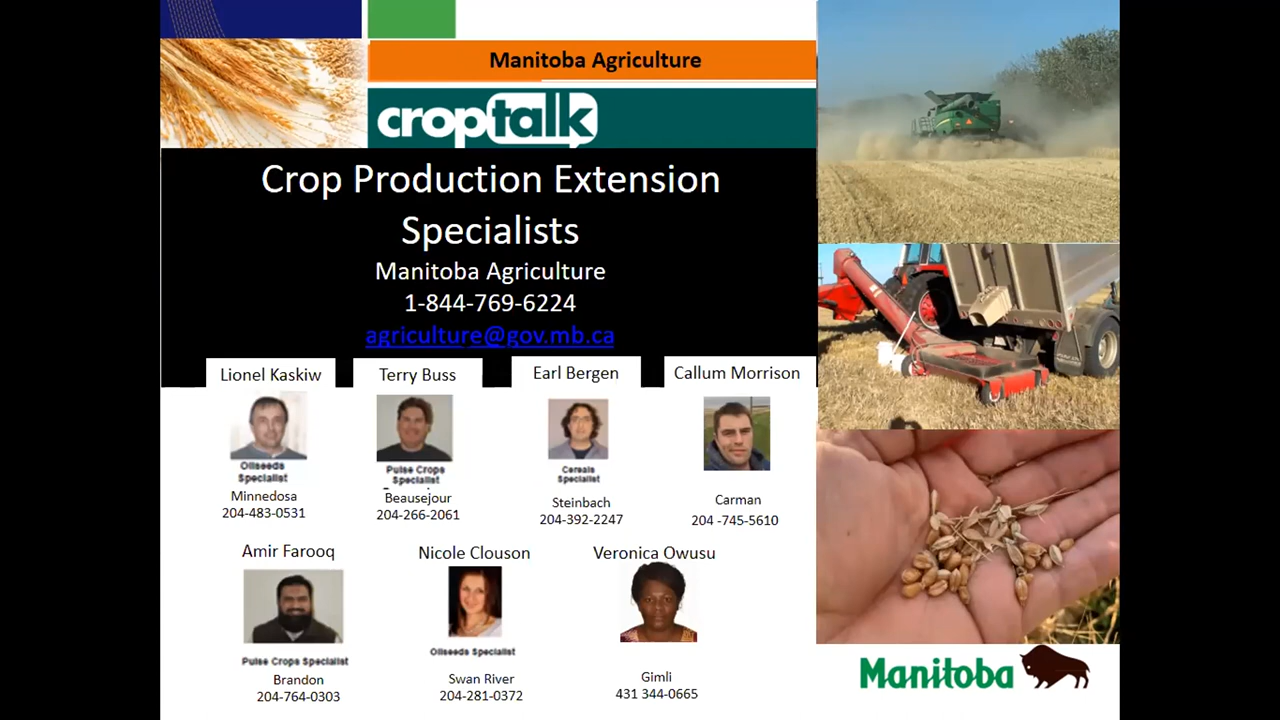 Manitoba Agriculture
croptalk
Crop Production Extension
Specialists
Manitoba Agriculture
1-844-769-6224
agriculture@gov.mb.ca
Lionel Kaskiw
Oilseeds
Specialist
Minnedosa
204-483-0531
Terry Buss
Pulse Crops
Specialist
Beausejour
204-266-2061
Earl Bergen
Cereals
Specialist
Steinbach
204-392-2247
Callum Morrison
Carman
204 -745-5610
Amir Farooq
Pulse Crops Specialist
Brandon
204-764-0303
Nicole Clouson
Oilseeds Specialist
Swan River
204-281-0372
Veronica Owusu
Gimli
431 344-0665
Manitoba